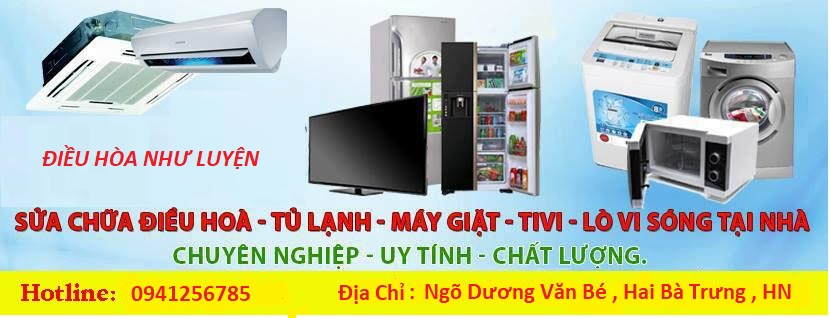 ĐIỀU HÒA NHƯ LUYỆN
SỬA CHỮA ĐIỀU HOÀ - TỦ LẠNH - MÁY GIẶT - TIVI - LÒ VI SÓNG TẠI NHÀ
CHUYÊN NGHIỆP - UY TÍNH - CHẤT LƯỢNG.
Hotline: 0941256785 Địa Chỉ : Ngõ Dương Văn Bé , Hai Bà Trưng , HN